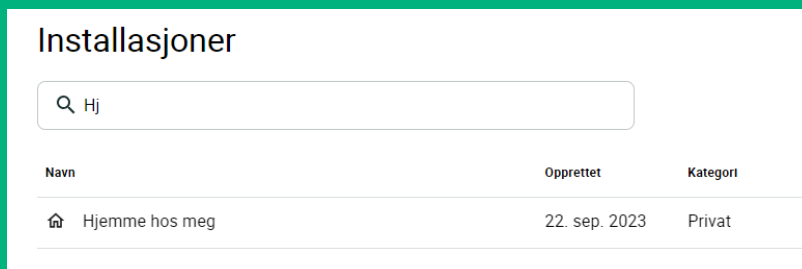 Installasjoner
Hj
Navn Opprettet Kategori
Hjemme hos meg 22. sep. 2023 Privat